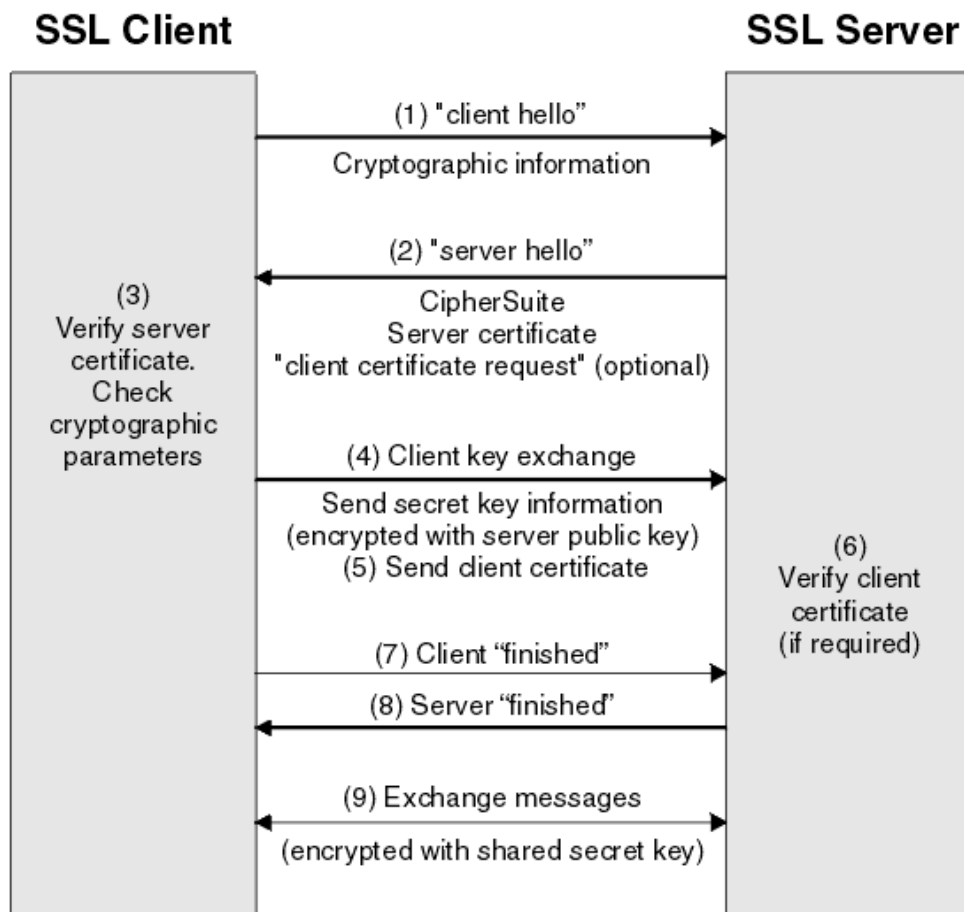 SSL Client
SSL Server
(1) "client hello”
Cryptographic information
(2) "server hello”
CipherSuite
Server certificate
"client certificate request" (optional)
(3)
Verify server
certificate.
Check
cryptographic
parameters
(4) Client key exchange
Send secret key information
(encrypted with server public key)
(5) Send client certificate
(6)
Verify client
certificate
(if required)
(7) Client “finished”
(8) Server “finished”
(9) Exchange messages
(encrypted with shared secret key)